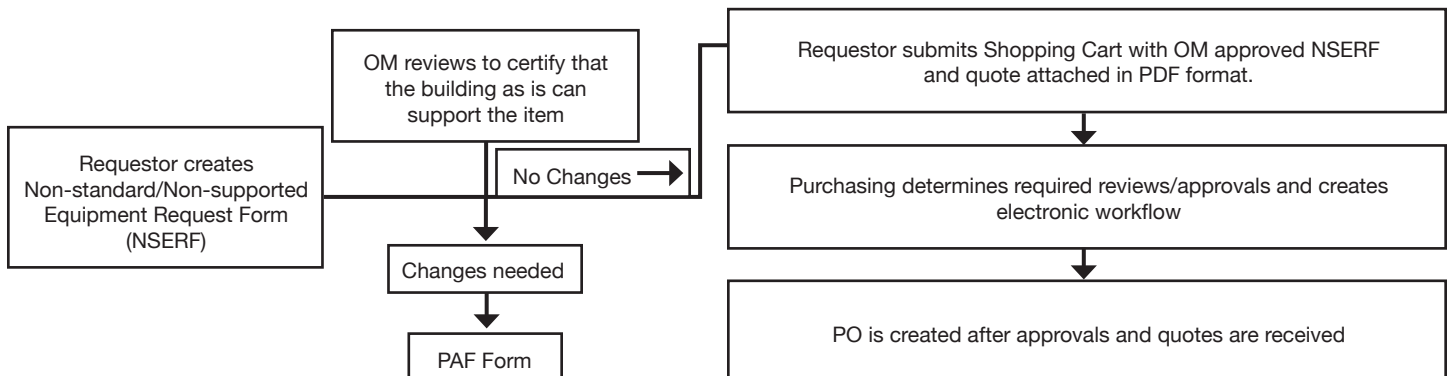 Requestor creates
Non-standard/Non-supported
Equipment Request Form
(NSERF)
OM reviews to certify that
the building as is can
support the item
No Changes
Changes needed
PAF Form
Requestor submits Shopping Cart with OM approved NSERF
and quote attached in PDF format.
Purchasing determines required reviews/approvals and creates
electronic workflow
PO is created after approvals and quotes are received